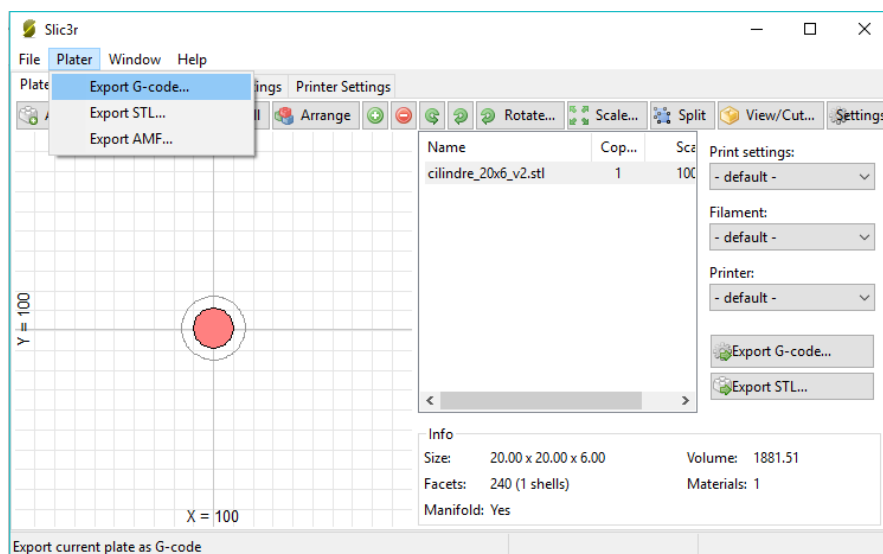 Slic3r
File Plater Window Help
Plate ings Printer Settings
Export G-code...
Export STL...
Export AMF...
Arrange Rotate... Scale... Split View/Cut... Settings
Name Cop... Sca
cilindre_20x6_v2.stl 1 100
Print settings:
- default -
Filament:
- default -
Printer:
- default -
Export G-code...
Export STL...
Y = 100
X = 100
Info
Size: 20.00 x 20.00 x 6.00 Volume: 1881.51
Facets: 240 (1 shells) Materials: 1
Manifold: Yes
Export current plate as G-code